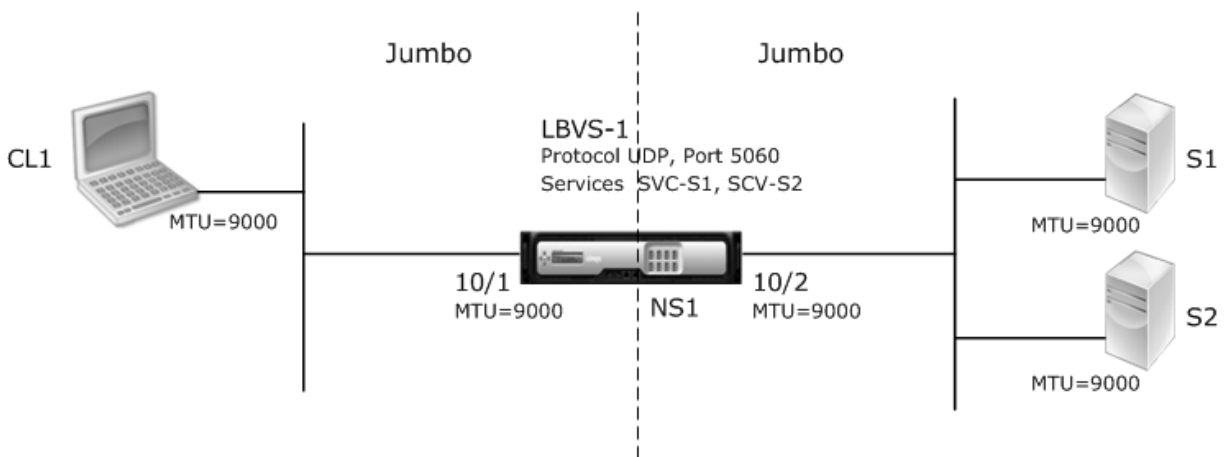 Jumbo
Jumbo
LBVS-1
Protocol UDP, Port 5060
Services SVC-S1, SCV-S2
CL1
MTU=9000
10/1
MTU=9000
NS1
10/2
MTU=9000
S1
MTU=9000
S2
MTU=9000